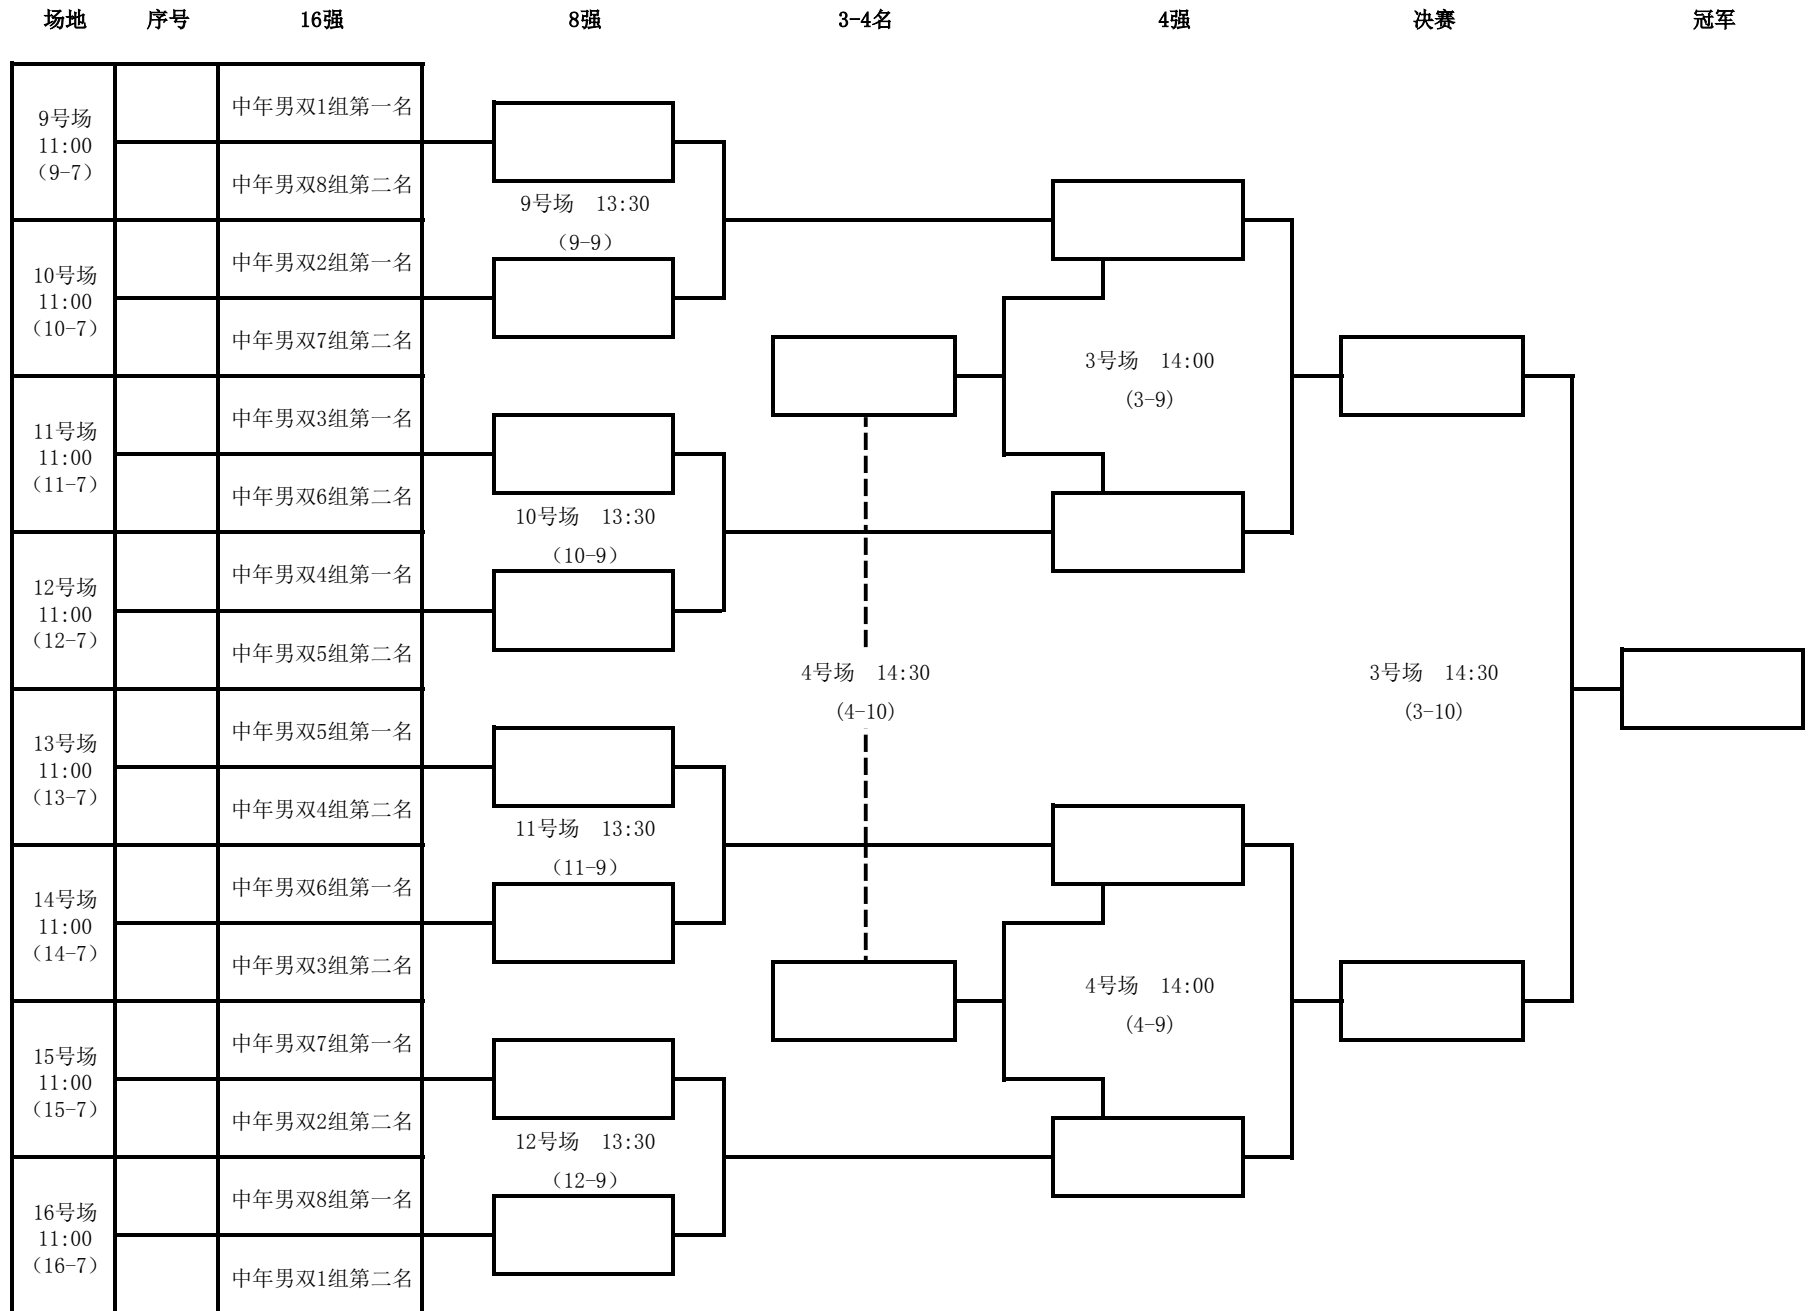 场地 序号 16强 8强 3-4名 4强 决赛 冠军
9号场
11:00
（9-7）
中年男双1组第一名
中年男双8组第二名
9号场 13:30
（9-9）
10号场
11:00
（10-7）
中年男双2组第一名
中年男双7组第二名
3号场 14:00
(3-9)
11号场
11:00
(11-7)
中年男双3组第一名
中年男双6组第二名
10号场 13:30
（10-9）
12号场
11:00
（12-7）
中年男双4组第一名
中年男双5组第二名
4号场 14:30
(4-10)
3号场 14:30
(3-10)
13号场
11:00
(13-7)
中年男双5组第一名
中年男双4组第二名
11号场 13:30
（11-9）
14号场
11:00
（14-7）
中年男双6组第一名
中年男双3组第二名
4号场 14:00
(4-9)
15号场
11:00
（15-7）
中年男双7组第一名
中年男双2组第二名
12号场 13:30
（12-9）
16号场
11:00
（16-7）
中年男双8组第一名
中年男双1组第二名